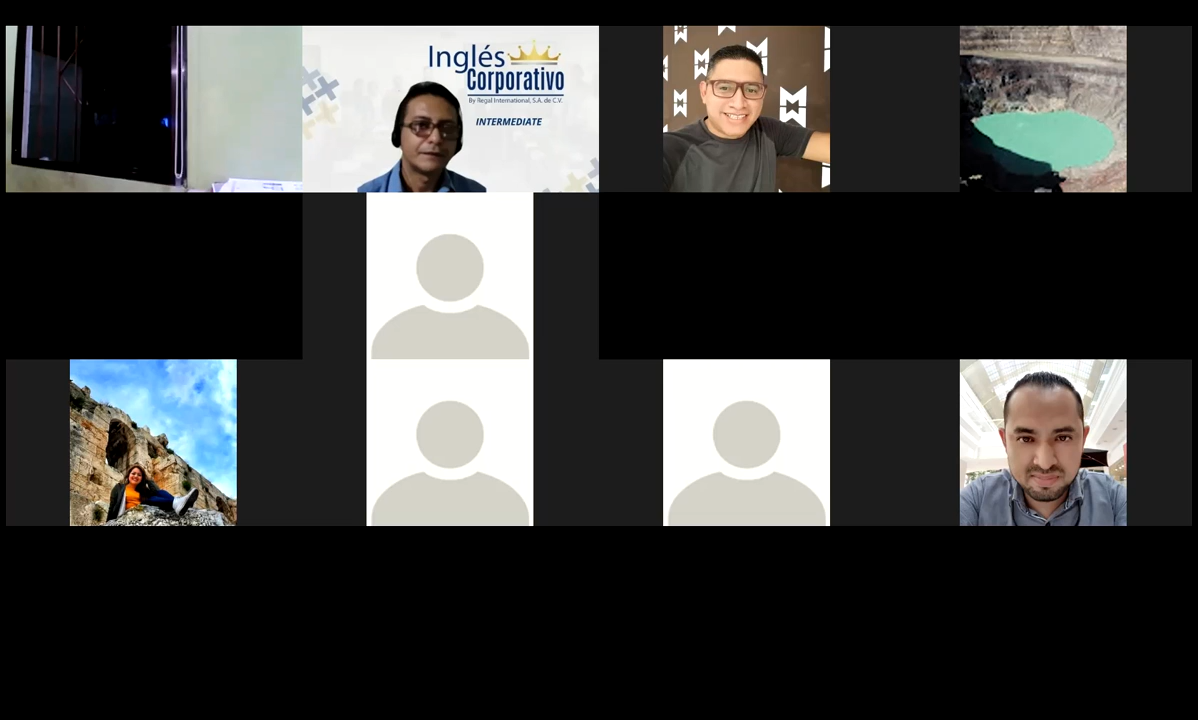 Inglés
Corporativo
By Regal International, S.A. de C.V.
INTERMEDIATE